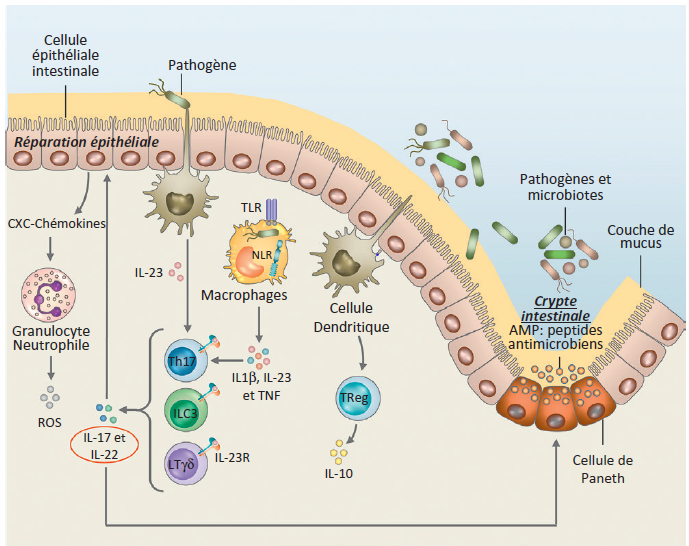 Cellule
épithéliale
intestinale
Pathogène
Réparation épithéliale
CXC-Chémokines
Granulocyte
Neutrophile
ROS
IL-17 et
IL-22
IL-23
TLR
NLR
Macrophages
Th17
ILC3
LTγδ
IL-23R
IL1β, IL-23
et TNF
Cellule
Dendritique
TReg
IL-10
Pathogènes et
microbiotes
Couche de
mucus
Crypte
intestinale
AMP: peptides
antimicrobiens
Cellule de
Paneth